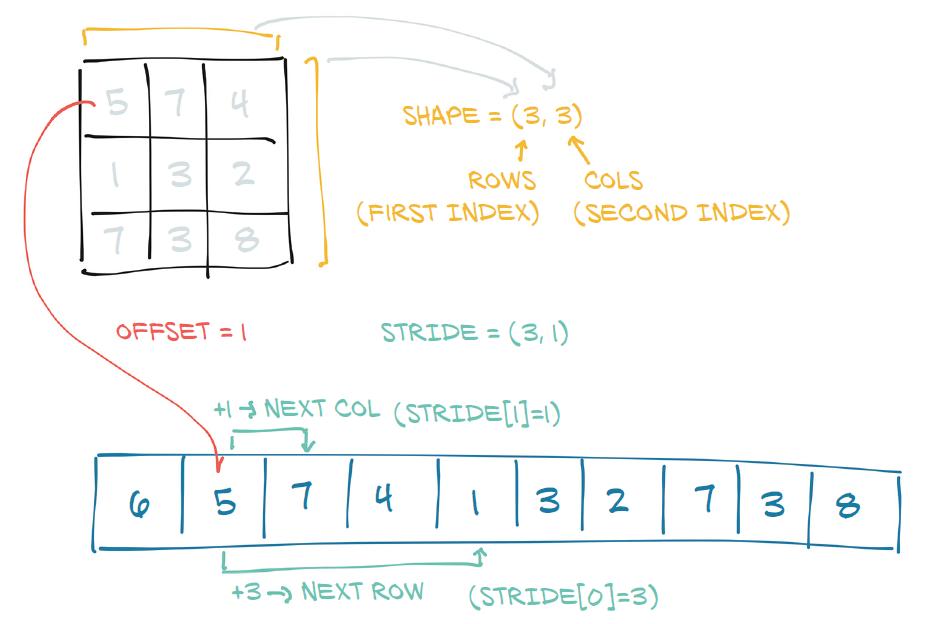 5 7 4
1 3 2
7 3 8
SHAPE = (3, 3)
ROWS
(FIRST INDEX)
COLS
(SECOND INDEX)
OFFSET = 1
STRIDE = (3, 1)
+1 → NEXT COL (STRIDE[1]=1)
6 5 7 4 1 3 2 7 3 8
+3 → NEXT ROW (STRIDE[0]=3)